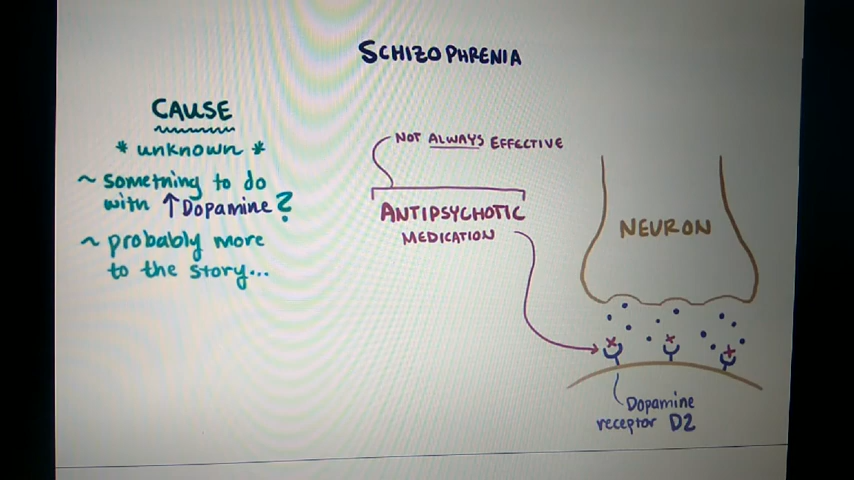 SCHIZOPHRENIA
CAUSE
* unknown *
~ something to do
with ↑Dopamine?
~ probably more
to the story...
NOT ALWAYS EFFECTIVE
ANTIPSYCHOTIC
MEDICATION
NEURON
Dopamine
receptor D2